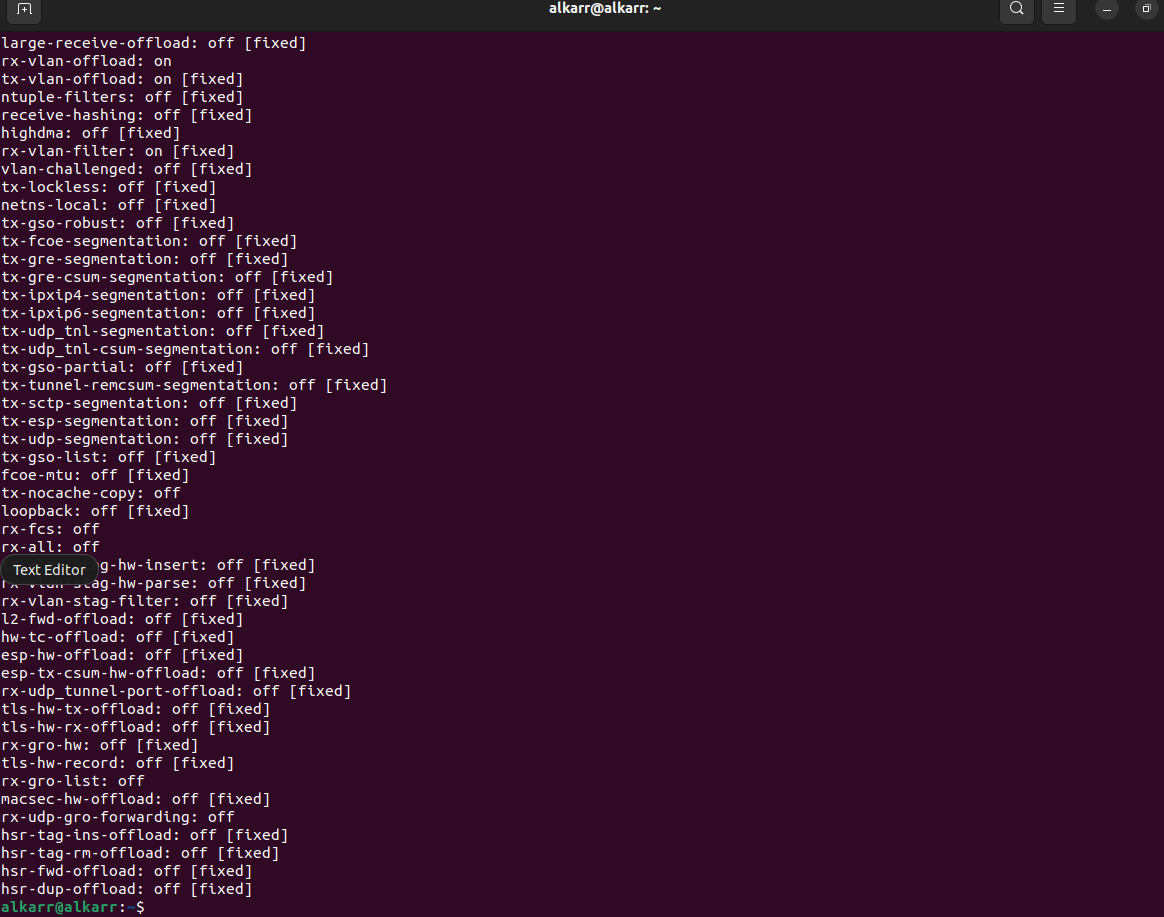 alkarr@alkarr: ~
large-receive-offload: off [fixed]
rx-vlan-offload: on
tx-vlan-offload: on [fixed]
ntuple-filters: off [fixed]
receive-hashing: off [fixed]
highdma: off [fixed]
rx-vlan-filter: on [fixed]
vlan-challenged: off [fixed]
tx-lockless: off [fixed]
netns-local: off [fixed]
tx-gso-robust: off [fixed]
tx-fcoe-segmentation: off [fixed]
tx-gre-segmentation: off [fixed]
tx-gre-csum-segmentation: off [fixed]
tx-ipxip4-segmentation: off [fixed]
tx-ipxip6-segmentation: off [fixed]
tx-udp_tnl-segmentation: off [fixed]
tx-udp_tnl-csum-segmentation: off [fixed]
tx-gso-partial: off [fixed]
tx-tunnel-remcsum-segmentation: off [fixed]
tx-sctp-segmentation: off [fixed]
tx-esp-segmentation: off [fixed]
tx-udp-segmentation: off [fixed]
tx-gso-list: off [fixed]
fcoe-mtu: off [fixed]
tx-nocache-copy: off
loopback: off [fixed]
rx-fcs: off
rx-all: off
g-hw-insert: off [fixed]
Text Editor
rx-vlan-stag-hw-parse: off [fixed]
rx-vlan-stag-filter: off [fixed]
l2-fwd-offload: off [fixed]
hw-tc-offload: off [fixed]
esp-hw-offload: off [fixed]
esp-tx-csum-hw-offload: off [fixed]
rx-udp_tunnel-port-offload: off [fixed]
tls-hw-tx-offload: off [fixed]
tls-hw-rx-offload: off [fixed]
rx-gro-hw: off [fixed]
tls-hw-record: off [fixed]
rx-gro-list: off
macsec-hw-offload: off [fixed]
rx-udp-gro-forwarding: off
hsr-tag-ins-offload: off [fixed]
hsr-tag-rm-offload: off [fixed]
hsr-fwd-offload: off [fixed]
hsr-dup-offload: off [fixed]
alkarr@alkarr:~$